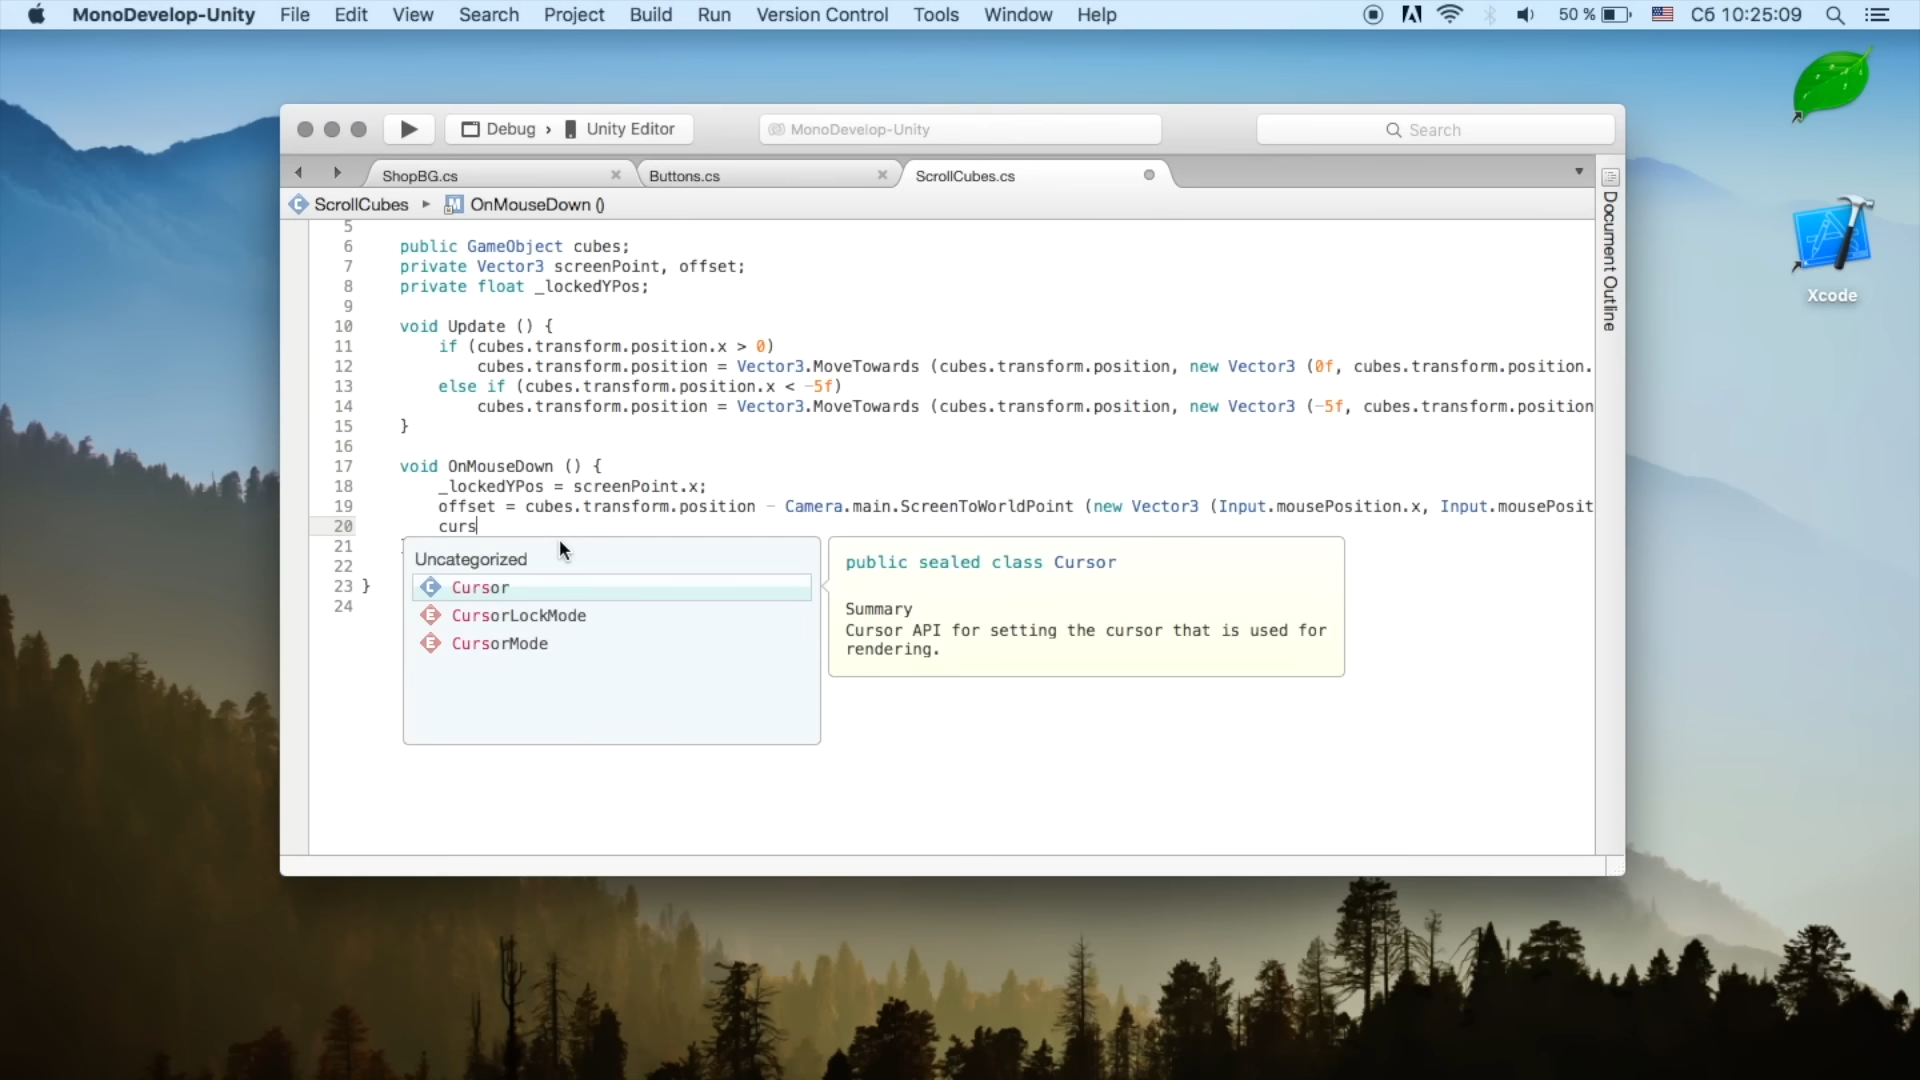 MonoDevelop-Unity File Edit View Search Project Build Run Version Control Tools Window Help 50 % Сб 10:25:09
Debug › Unity Editor MonoDevelop-Unity Search
ShopBG.cs Buttons.cs ScrollCubes.cs
ScrollCubes OnMouseDown ()
Document Outline
5
6 public GameObject cubes;
7 private Vector3 screenPoint, offset;
8 private float _lockedYPos;
9
10 void Update () {
11 if (cubes.transform.position.x > 0)
12 cubes.transform.position = Vector3.MoveTowards (cubes.transform.position, new Vector3 (0f, cubes.transform.position.
13 else if (cubes.transform.position.x < -5f)
14 cubes.transform.position = Vector3.MoveTowards (cubes.transform.position, new Vector3 (-5f, cubes.transform.position
15 }
16
17 void OnMouseDown () {
18 _lockedYPos = screenPoint.x;
19 offset = cubes.transform.position - Camera.main.ScreenToWorldPoint (new Vector3 (Input.mousePosition.x, Input.mousePosit
20 curs
21
22
23 }
24
Uncategorized
Cursor
CursorLockMode
CursorMode
public sealed class Cursor
Summary
Cursor API for setting the cursor that is used for
rendering.
Xcode